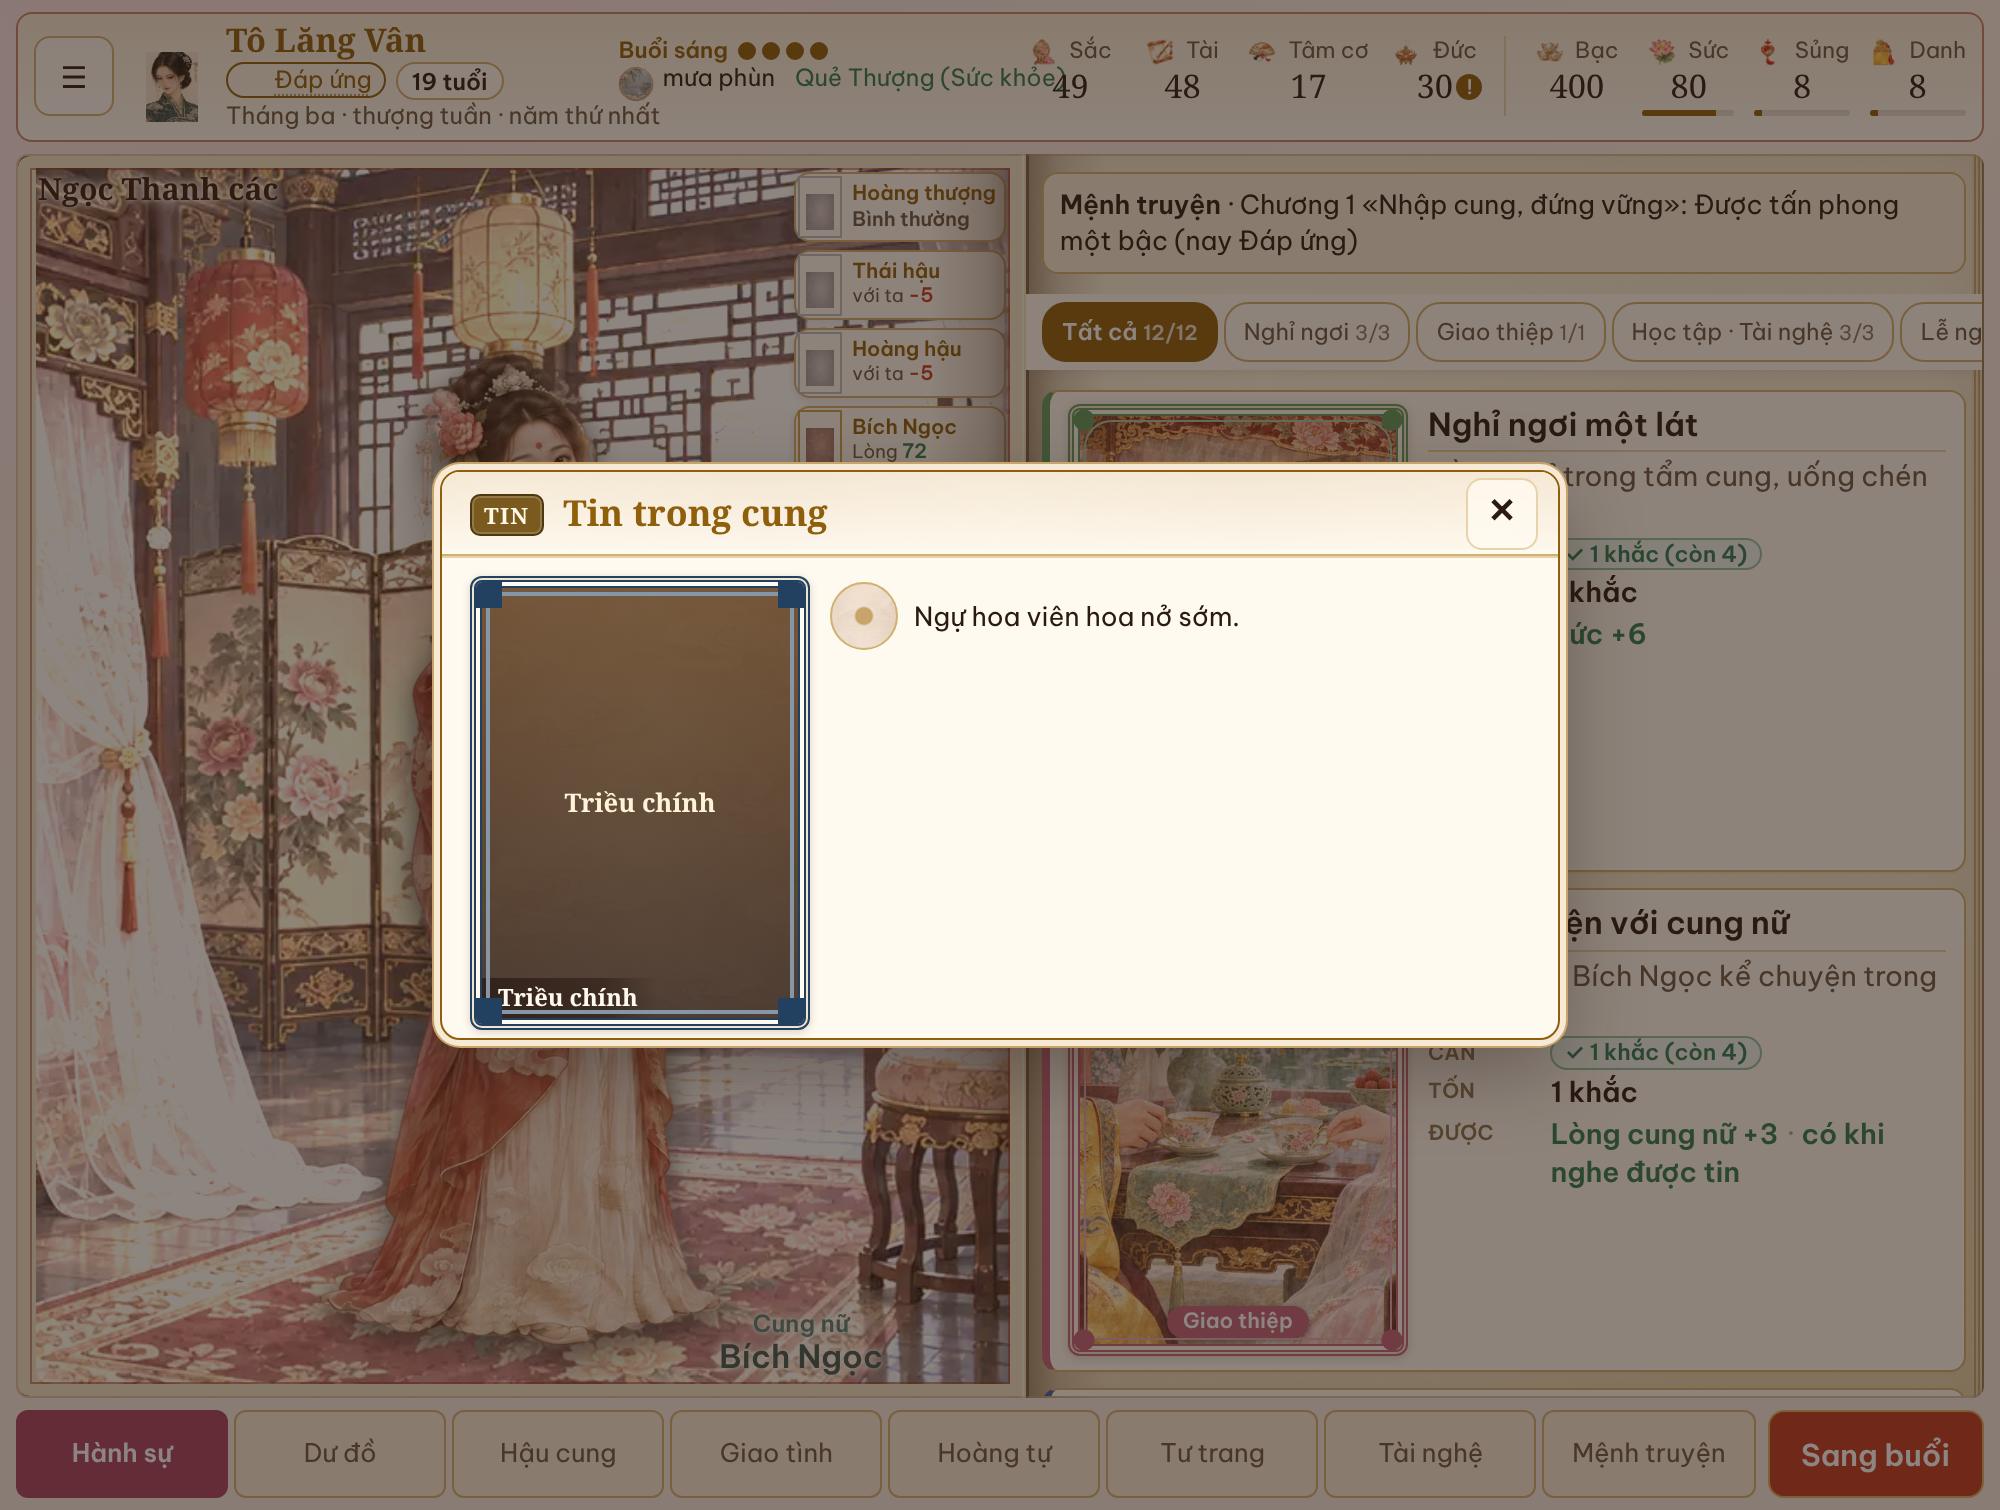 ☰
Tô Lăng Vân
Đáp ứng 19 tuổi
Tháng ba · thượng tuần · năm thứ nhất
Buổi sáng
mưa phùn Quẻ Thượng (Sức khỏe)
Sắc Tài Tâm cơ Đức Bạc Sức Sủng Danh
49 48 17 30 ! 400 80 8 8
Ngọc Thanh các
Hoàng thượng
Bình thường
Thái hậu
với ta -5
Hoàng hậu
với ta -5
Bích Ngọc
Lòng 72
Cung nữ
Bích Ngọc
Mệnh truyện · Chương 1 «Nhập cung, đứng vững»: Được tấn phong
một bậc (nay Đáp ứng)
Tất cả 12/12 Nghỉ ngơi 3/3 Giao thiệp 1/1 Học tập · Tài nghệ 3/3 Lễ ng
Nghỉ ngơi một lát
trong tẩm cung, uống chén
✓ 1 khắc (còn 4)
khắc
ức +6
TIN Tin trong cung ✕
Triều chính
Triều chính
Ngự hoa viên hoa nở sớm.
ện với cung nữ
Bích Ngọc kể chuyện trong
CẦN ✓ 1 khắc (còn 4)
TỐN 1 khắc
ĐƯỢC Lòng cung nữ +3 · có khi
nghe được tin
Giao thiệp
Hành sự Dư đồ Hậu cung Giao tình Hoàng tự Tư trang Tài nghệ Mệnh truyện Sang buổi